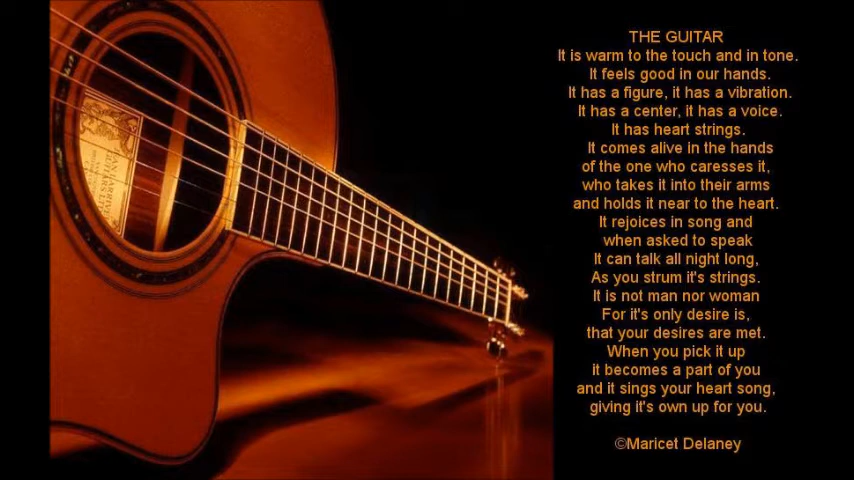 THE GUITAR
It is warm to the touch and in tone.
It feels good in our hands.
It has a figure, it has a vibration.
It has a center, it has a voice.
It has heart strings.
It comes alive in the hands
of the one who caresses it,
who takes it into their arms
and holds it near to the heart.
It rejoices in song and
when asked to speak
It can talk all night long,
As you strum it's strings.
It is not man nor woman
For it's only desire is,
that your desires are met.
When you pick it up
it becomes a part of you
and it sings your heart song,
giving it's own up for you.
©Maricet Delaney